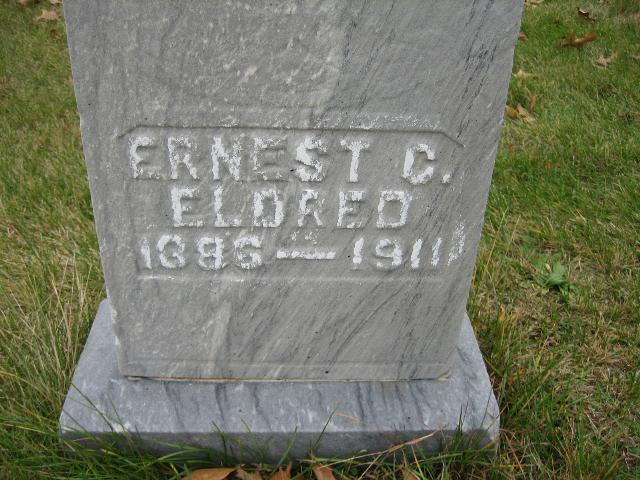 ERNEST C.
ELDRED
1886 — 1911